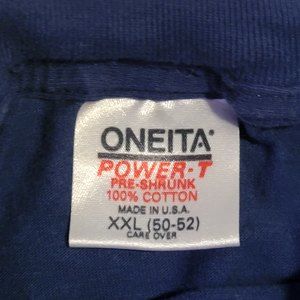 ONEITA®
POWER-T
PRE-SHRUNK
100% COTTON
MADE IN U.S.A.
XXL (50-52)
CARE OVER